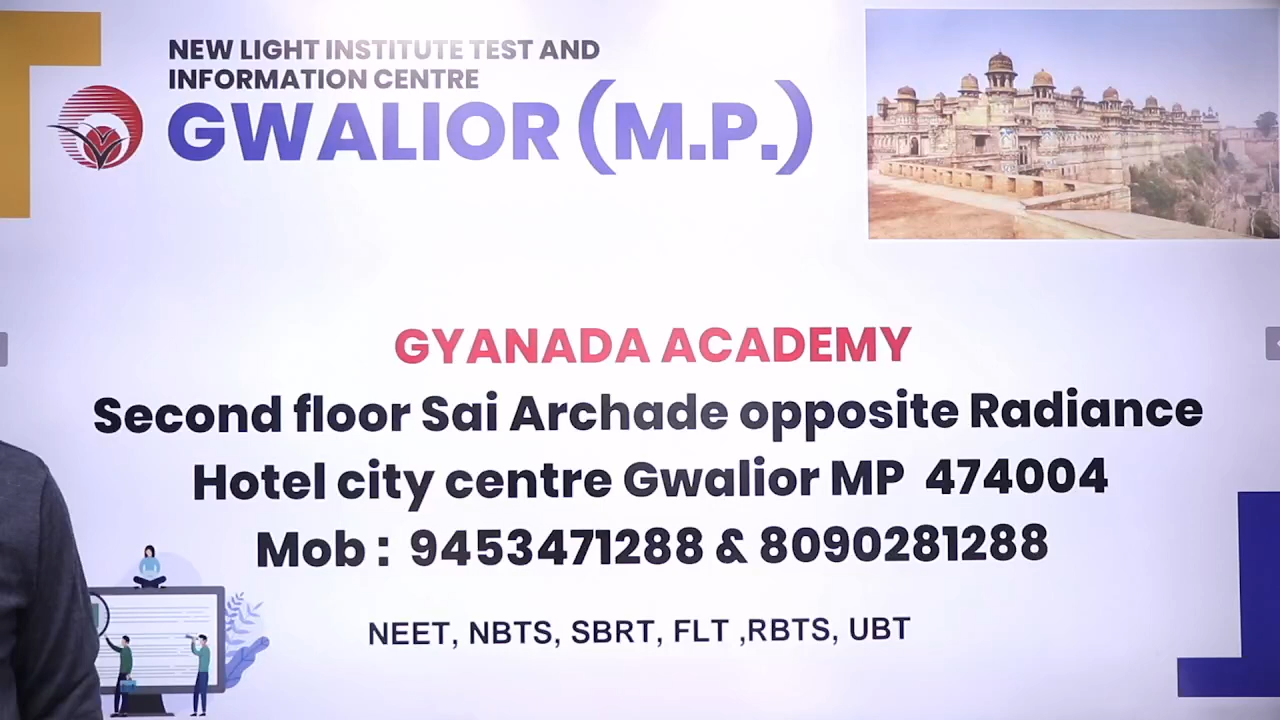 NEW LIGHT INSTITUTE TEST AND
INFORMATION CENTRE
GWALIOR (M.P.)
GYANADA ACADEMY
Second floor Sai Archade opposite Radiance
Hotel city centre Gwalior MP 474004
Mob : 9453471288 & 8090281288
NEET, NBTS, SBRT, FLT ,RBTS, UBT